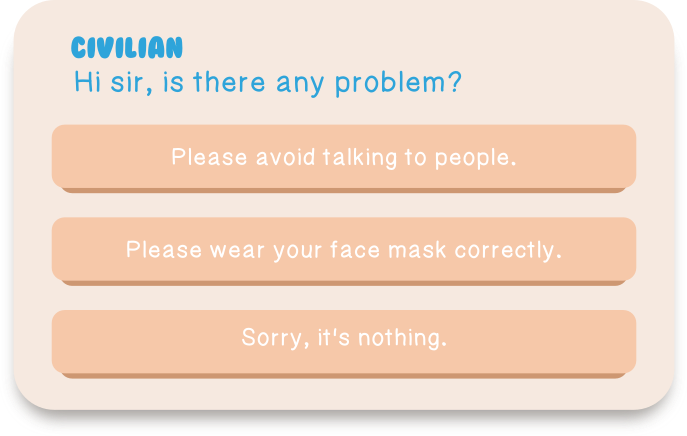 CIVILIAN
Hi sir, is there any problem?
Please avoid talking to people.
Please wear your face mask correctly.
Sorry, it's nothing.